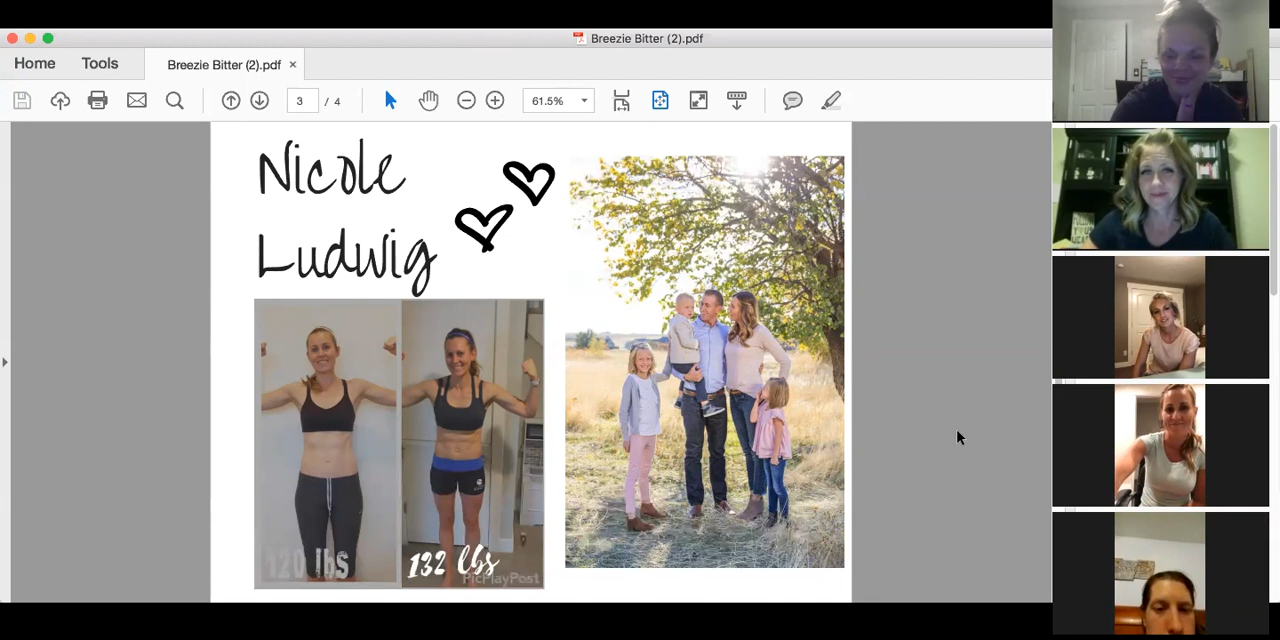 Breezie Bitter (2).pdf
Home
Tools
Breezie Bitter (2).pdf ×
3 / 4
61.5%
Nicole
Ludwig
120 lbs
132 lbs
PicPlayPost